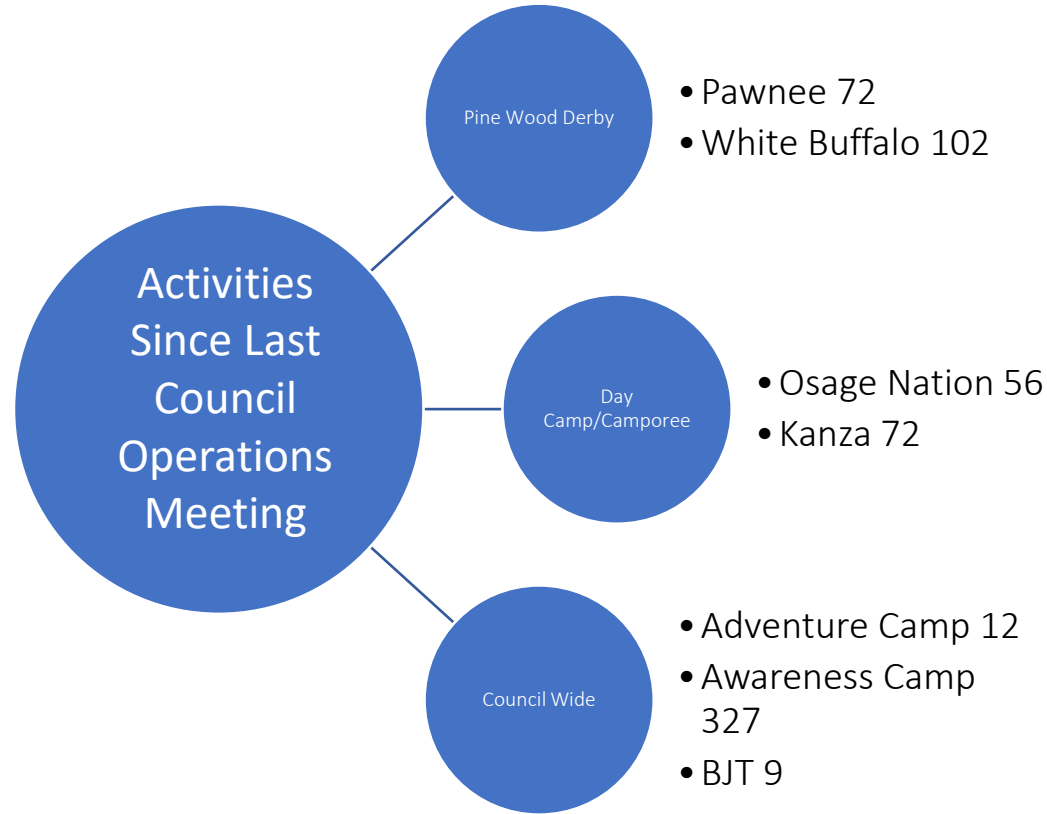 Activities
Since Last
Council
Operations
Meeting
Pine Wood Derby
• Pawnee 72
• White Buffalo 102
Day
Camp/Camporee
• Osage Nation 56
• Kanza 72
Council Wide
• Adventure Camp 12
• Awareness Camp
327
• BJT 9